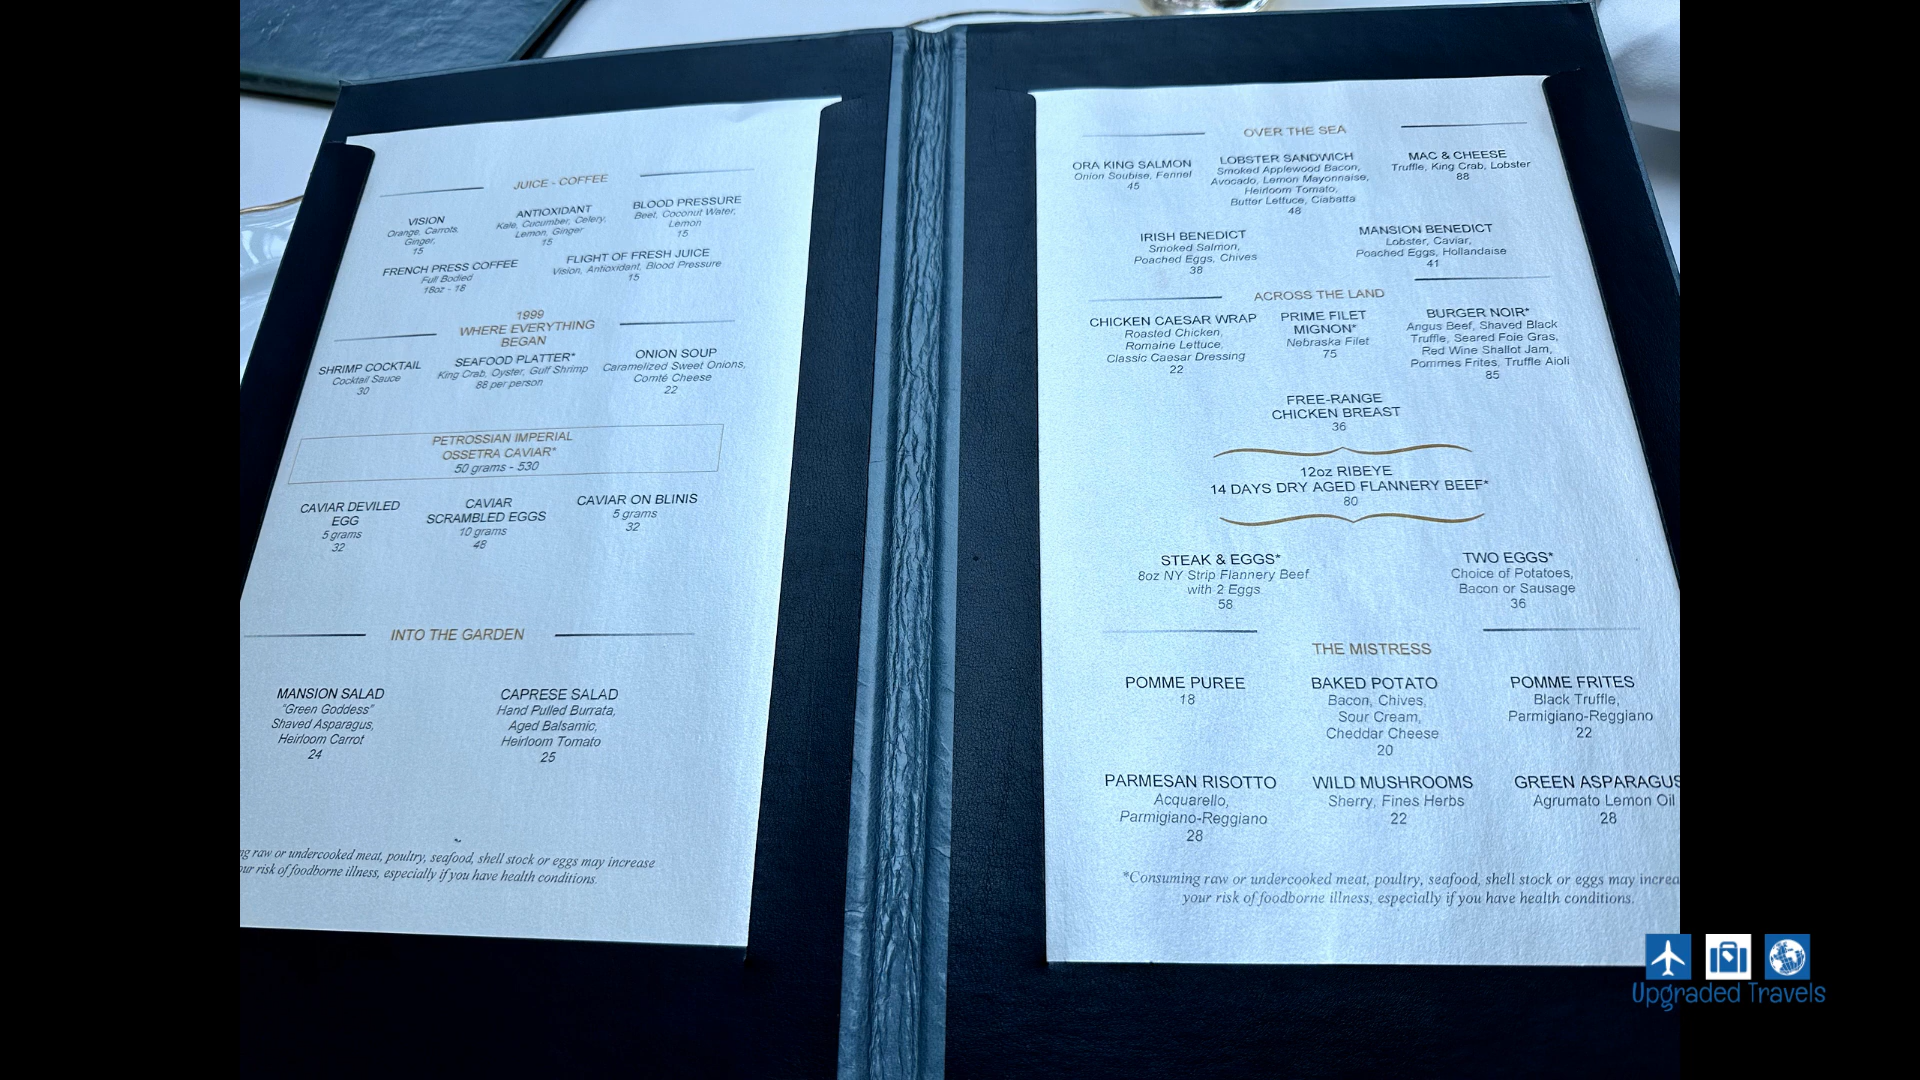 JUICE - COFFEE
VISION
Orange, Carrots,
Ginger,
15
ANTIOXIDANT
Kale, Cucumber, Celery,
Lemon, Ginger
15
BLOOD PRESSURE
Beet, Coconut Water,
Lemon
15
FRENCH PRESS COFFEE
Full Bodied
18oz - 18
FLIGHT OF FRESH JUICE
Vision, Antioxidant, Blood Pressure
15
1999
WHERE EVERYTHING
BEGAN
SHRIMP COCKTAIL
Cocktail Sauce
30
SEAFOOD PLATTER*
King Crab, Oyster, Gulf Shrimp
88 per person
ONION SOUP
Caramelized Sweet Onions,
Comté Cheese
22
PETROSSIAN IMPERIAL
OSSETRA CAVIAR*
50 grams - 530
CAVIAR DEVILED
EGG
5 grams
32
CAVIAR
SCRAMBLED EGGS
10 grams
48
CAVIAR ON BLINIS
5 grams
32
INTO THE GARDEN
MANSION SALAD
"Green Goddess"
Shaved Asparagus,
Heirloom Carrot
24
CAPRESE SALAD
Hand Pulled Burrata,
Aged Balsamic,
Heirloom Tomato
25
ng raw or undercooked meat, poultry, seafood, shell stock or eggs may increase
our risk of foodborne illness, especially if you have health conditions.
OVER THE SEA
ORA KING SALMON
Onion Soubise, Fennel
45
LOBSTER SANDWICH
Smoked Applewood Bacon,
Avocado, Lemon Mayonnaise,
Heirloom Tomato,
Butter Lettuce, Ciabatta
48
MAC & CHEESE
Truffle, King Crab, Lobster
88
IRISH BENEDICT
Smoked Salmon,
Poached Eggs, Chives
38
MANSION BENEDICT
Lobster, Caviar,
Poached Eggs, Hollandaise
41
ACROSS THE LAND
CHICKEN CAESAR WRAP
Roasted Chicken,
Romaine Lettuce,
Classic Caesar Dressing
22
PRIME FILET
MIGNON*
Nebraska Filet
75
BURGER NOIR*
Angus Beef, Shaved Black
Truffle, Seared Foie Gras,
Red Wine Shallot Jam,
Pommes Frites, Truffle Aioli
85
FREE-RANGE
CHICKEN BREAST
36
12oz RIBEYE
14 DAYS DRY AGED FLANNERY BEEF*
80
STEAK & EGGS*
8oz NY Strip Flannery Beef
with 2 Eggs
58
TWO EGGS*
Choice of Potatoes,
Bacon or Sausage
36
THE MISTRESS
POMME PUREE
18
BAKED POTATO
Bacon, Chives,
Sour Cream,
Cheddar Cheese
20
POMME FRITES
Black Truffle,
Parmigiano-Reggiano
22
PARMESAN RISOTTO
Acquarello,
Parmigiano-Reggiano
28
WILD MUSHROOMS
Sherry, Fines Herbs
22
GREEN ASPARAGUS
Agrumato Lemon Oil
28
*Consuming raw or undercooked meat, poultry, seafood, shell stock or eggs may increa
your risk of foodborne illness, especially if you have health conditions.
Upgraded Travels